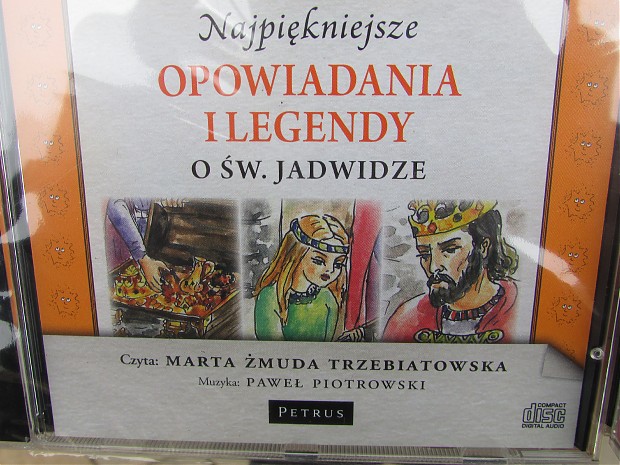 Najpiękniejsze
OPOWIADANIA
I LEGENDY
O ŚW. JADWIDZE
Czyta: MARTA ŻMUDA TRZEBIATOWSKA
Muzyka: PAWEŁ PIOTROWSKI
PETRUS
COMPACT
disc
DIGITAL AUDIO